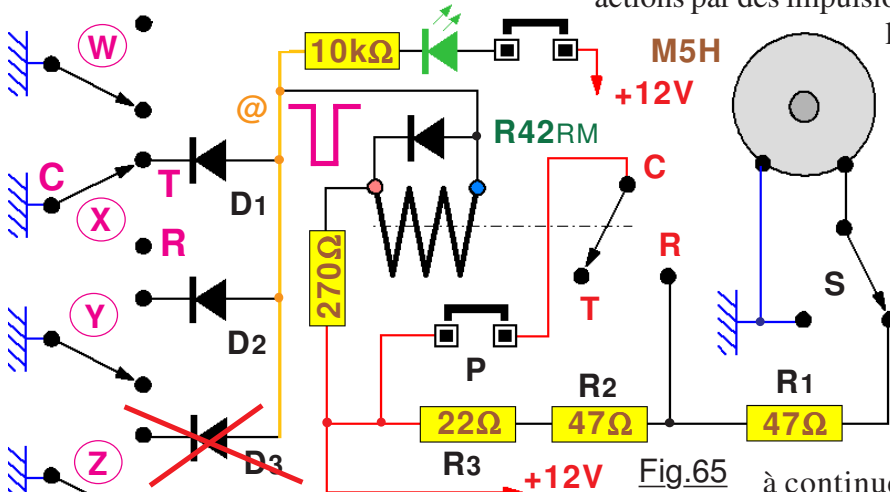 actions par des impulsio
W
10kΩ
M5H
+12V
@
R42RM
C
T
D1
X
C
R
R
270Ω
T
S
Y
D2
P
R2
R1
22Ω
47Ω
47Ω
Z
D3
R3
+12V
Fig.65
à continue